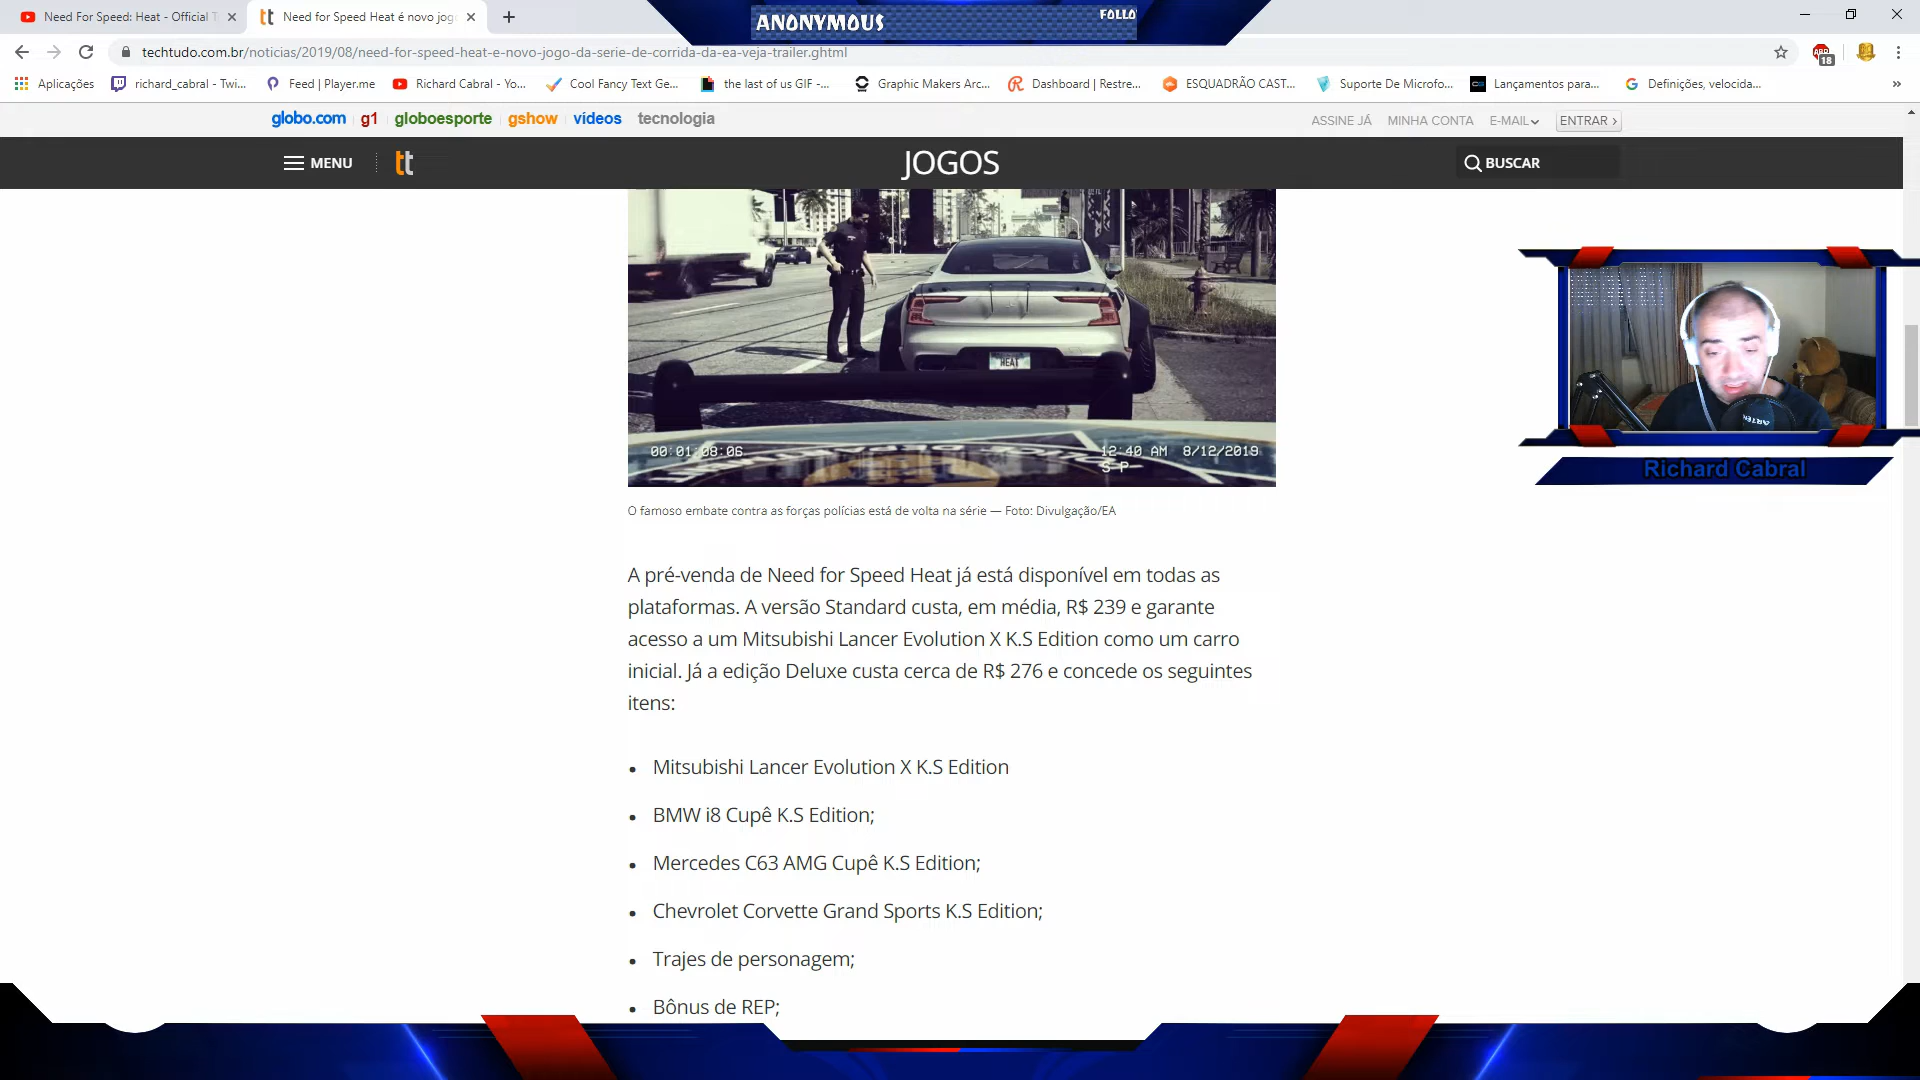 Need For Speed: Heat - Official T
Need for Speed Heat é novo jogo
ANONYMOUS
FOLLO
techtudo.com.br/noticias/2019/08/need-for-speed-heat-e-novo-jogo-da-serie-de-corrida-da-ea-veja-trailer.ghtml
ABP
18
Aplicações
richard_cabral - Twi...
Feed | Player.me
Richard Cabral - Yo...
Cool Fancy Text Ge...
the last of us GIF -...
Graphic Makers Arc...
Dashboard | Restre...
ESQUADRÃO CAST...
Suporte De Microfo...
Lançamentos para...
Definições, velocida...
»
globo.com g1 globoesporte gshow vídeos tecnologia
ASSINE JÁ MINHA CONTA E-MAIL ENTRAR
MENU
tt
JOGOS
BUSCAR
HEAT
00:01:08:06
12:40 AM 8/12/2019
S P
Richard Cabral
O famoso embate contra as forças polícias está de volta na série — Foto: Divulgação/EA
A pré-venda de Need for Speed Heat já está disponível em todas as
plataformas. A versão Standard custa, em média, R$ 239 e garante
acesso a um Mitsubishi Lancer Evolution X K.S Edition como um carro
inicial. Já a edição Deluxe custa cerca de R$ 276 e concede os seguintes
itens:
• Mitsubishi Lancer Evolution X K.S Edition
• BMW i8 Cupê K.S Edition;
• Mercedes C63 AMG Cupê K.S Edition;
• Chevrolet Corvette Grand Sports K.S Edition;
• Trajes de personagem;
• Bônus de REP;